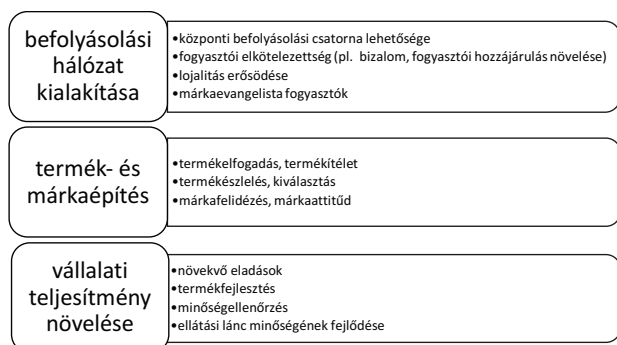 befolyásolási
hálózat
kialakítása
•központi befolyásolási csatorna lehetősége
•fogyasztói elkötelezettség (pl. bizalom, fogyasztói hozzájárulás növelése)
•lojalitás erősödése
•márkaevangelista fogyasztók
termék- és
márkaépítés
•termékelfogadás, termékítélet
•termékészlelés, kiválasztás
•márkafelidézés, márkaattitűd
vállalati
teljesítmény
növelése
•növekvő eladások
•termékfejlesztés
•minőségellenőrzés
•ellátási lánc minőségének fejlődése